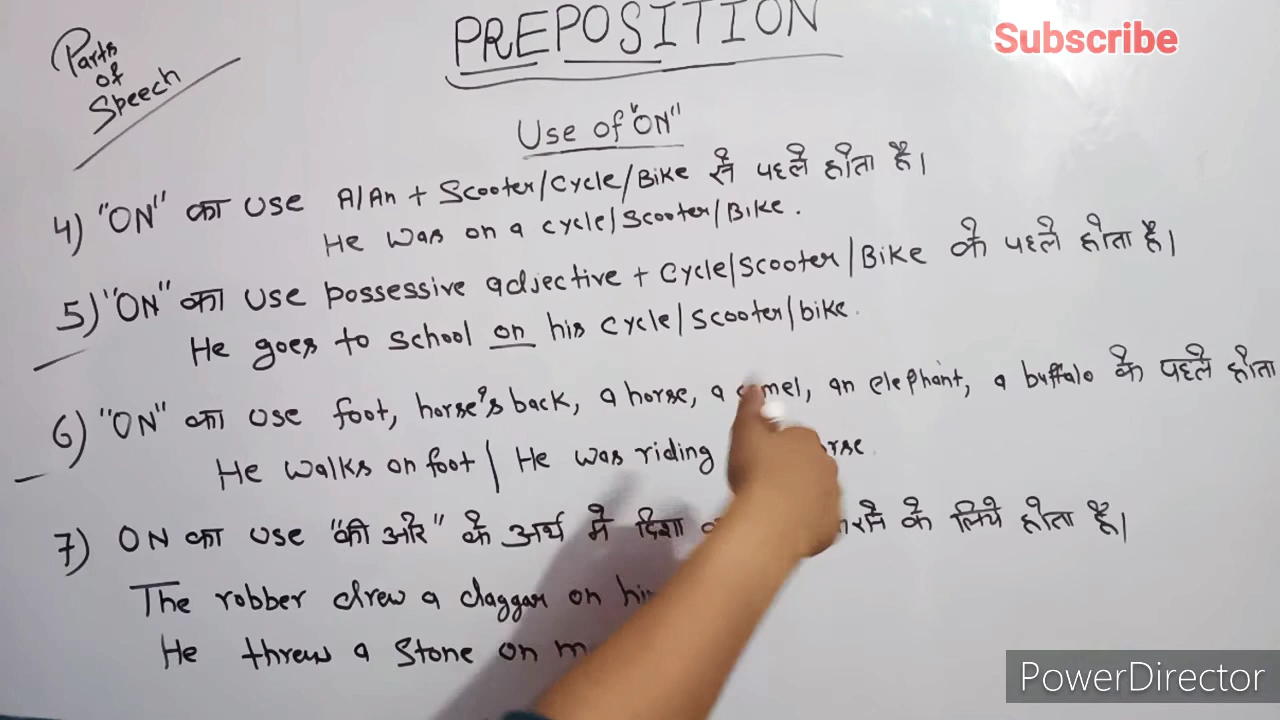 Parts
of
Speech
PREPOSITION
Subscribe
Use of "ON"
4) "ON" का use A/An + Scooter/Cycle/Bike से पहले होता है।
He was on a cycle/Scooter/Bike.
5) "ON" का use possessive adjective + Cycle/Scooter/Bike के पहले होता है।
He goes to school on his cycle/scooter/bike.
6) "ON" का use foot, horse's back, a horse, a camel, an elephant, a buffalo के पहले होता
He walks on foot | He was riding
7) ON का use "की ओर" के अर्थ मे दिशा के लिये होता है।
The robber drew a daggar on
He threw a stone on
PowerDirector